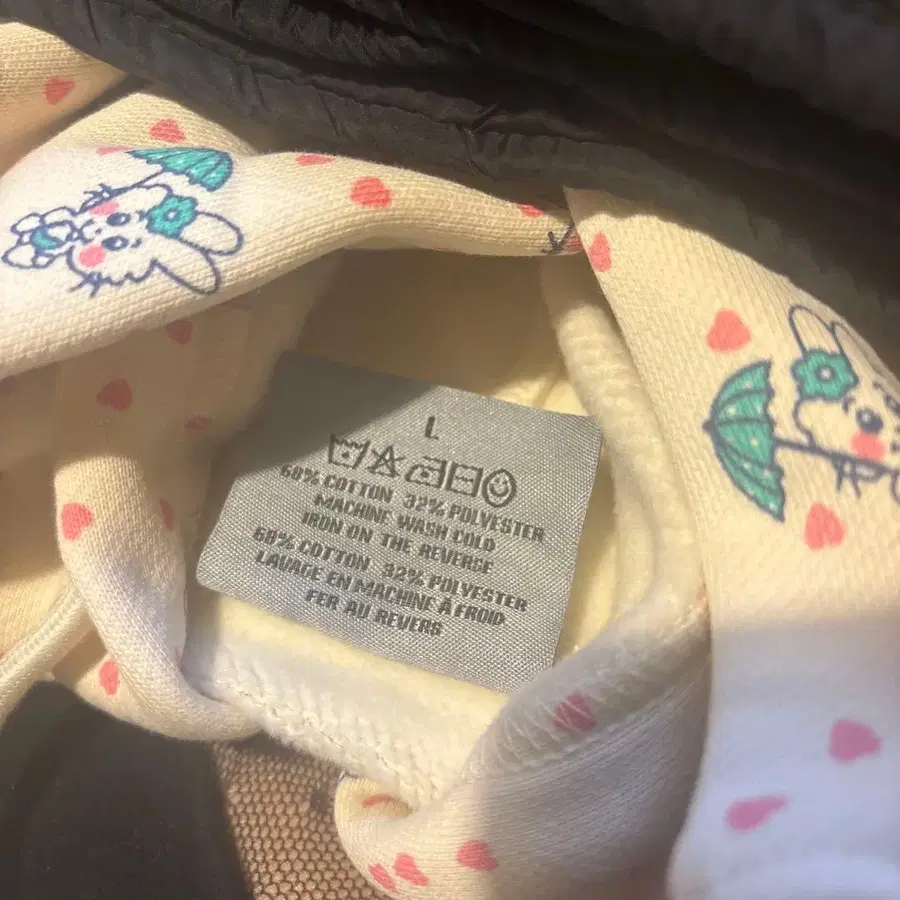 L
68% COTTON 32% POLYESTER
MACHINE WASH COLD
IRON ON THE REVERSE
68% COTTON 32% POLYESTER
LAVAGE EN MACHINE À FROID
FER AU REVERS